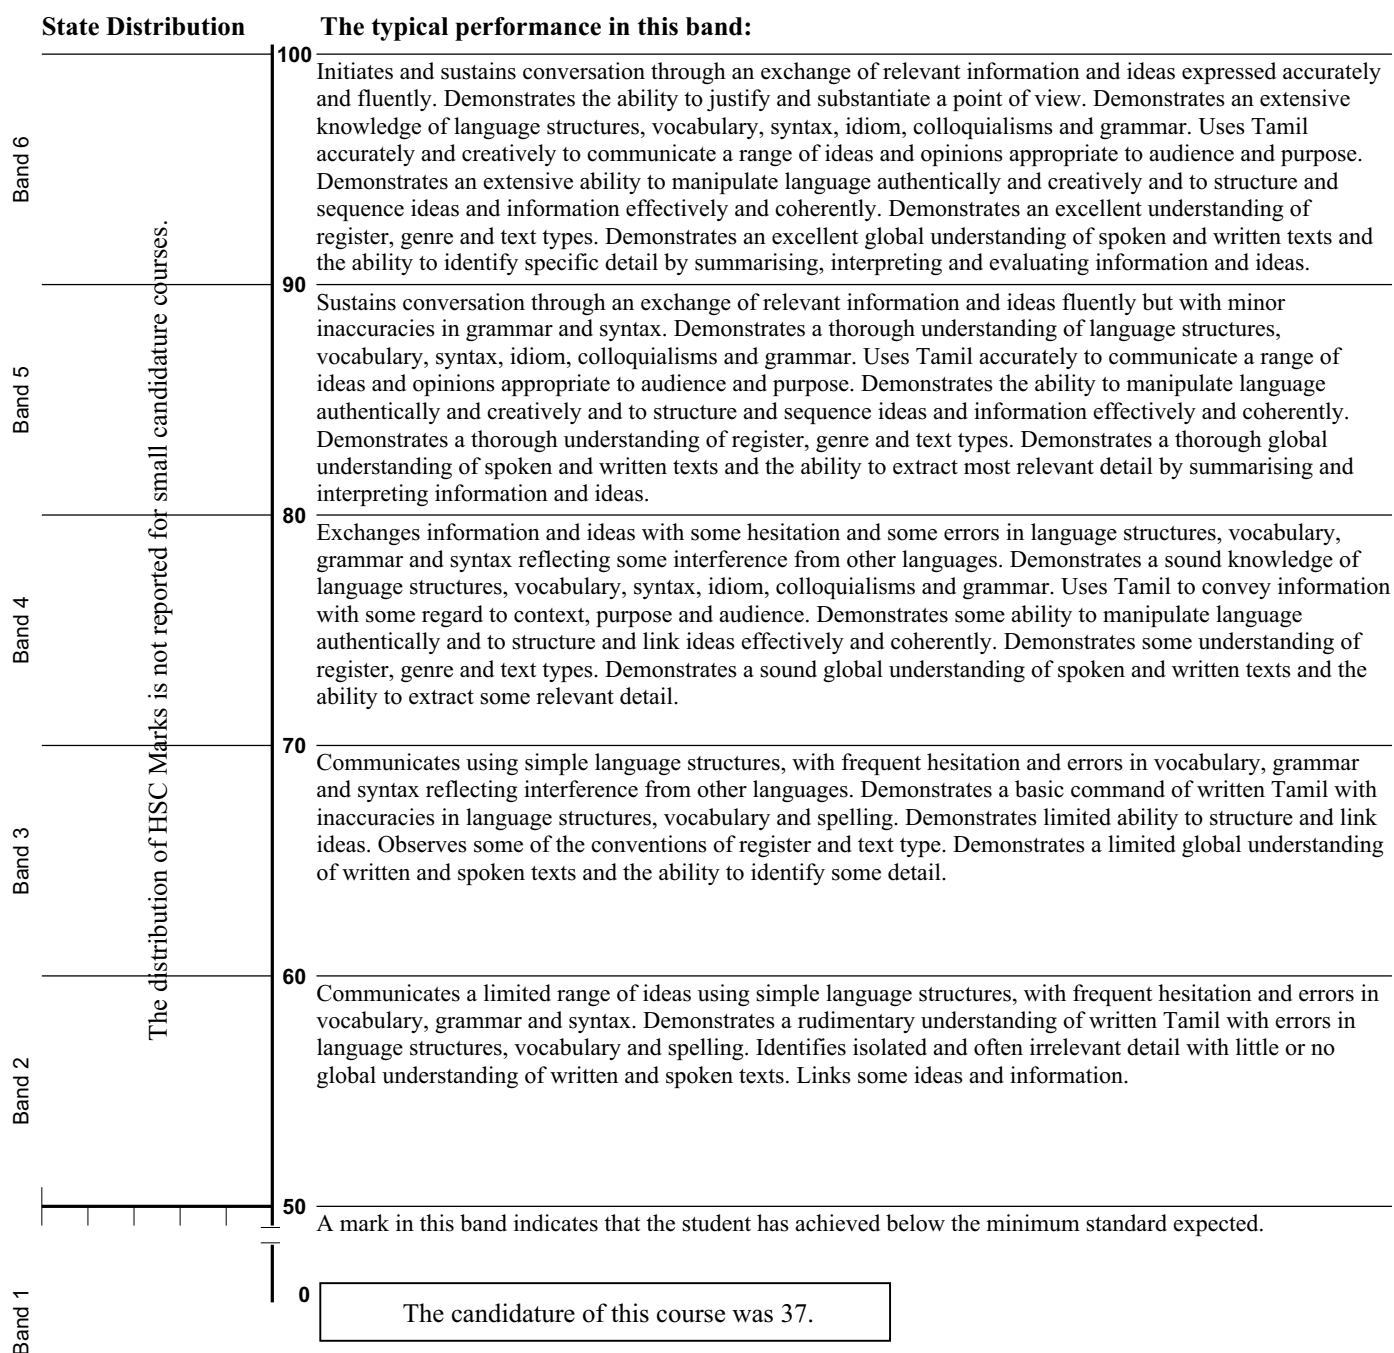 State Distribution
The typical performance in this band:
100
Band 6
Initiates and sustains conversation through an exchange of relevant information and ideas expressed accurately
and fluently. Demonstrates the ability to justify and substantiate a point of view. Demonstrates an extensive
knowledge of language structures, vocabulary, syntax, idiom, colloquialisms and grammar. Uses Tamil
accurately and creatively to communicate a range of ideas and opinions appropriate to audience and purpose.
Demonstrates an extensive ability to manipulate language authentically and creatively and to structure and
sequence ideas and information effectively and coherently. Demonstrates an excellent understanding of
register, genre and text types. Demonstrates an excellent global understanding of spoken and written texts and
the ability to identify specific detail by summarising, interpreting and evaluating information and ideas.
The distribution of HSC Marks is not reported for small candidature courses.
90
Band 5
Sustains conversation through an exchange of relevant information and ideas fluently but with minor
inaccuracies in grammar and syntax. Demonstrates a thorough understanding of language structures,
vocabulary, syntax, idiom, colloquialisms and grammar. Uses Tamil accurately to communicate a range of
ideas and opinions appropriate to audience and purpose. Demonstrates the ability to manipulate language
authentically and creatively and to structure and sequence ideas and information effectively and coherently.
Demonstrates a thorough understanding of register, genre and text types. Demonstrates a thorough global
understanding of spoken and written texts and the ability to extract most relevant detail by summarising and
interpreting information and ideas.
80
Band 4
Exchanges information and ideas with some hesitation and some errors in language structures, vocabulary,
grammar and syntax reflecting some interference from other languages. Demonstrates a sound knowledge of
language structures, vocabulary, syntax, idiom, colloquialisms and grammar. Uses Tamil to convey information
with some regard to context, purpose and audience. Demonstrates some ability to manipulate language
authentically and to structure and link ideas effectively and coherently. Demonstrates some understanding of
register, genre and text types. Demonstrates a sound global understanding of spoken and written texts and the
ability to extract some relevant detail.
70
Band 3
Communicates using simple language structures, with frequent hesitation and errors in vocabulary, grammar
and syntax reflecting interference from other languages. Demonstrates a basic command of written Tamil with
inaccuracies in language structures, vocabulary and spelling. Demonstrates limited ability to structure and link
ideas. Observes some of the conventions of register and text type. Demonstrates a limited global understanding
of written and spoken texts and the ability to identify some detail.
60
Band 2
Communicates a limited range of ideas using simple language structures, with frequent hesitation and errors in
vocabulary, grammar and syntax. Demonstrates a rudimentary understanding of written Tamil with errors in
language structures, vocabulary and spelling. Identifies isolated and often irrelevant detail with little or no
global understanding of written and spoken texts. Links some ideas and information.
50
A mark in this band indicates that the student has achieved below the minimum standard expected.
0
Band 1
The candidature of this course was 37.